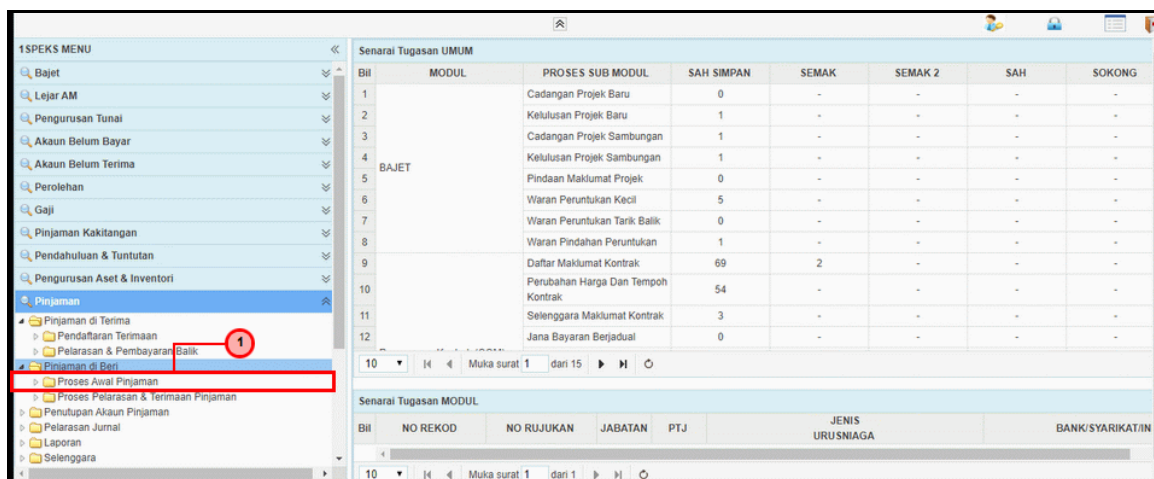 1SPEKS MENU
Bajet
Lejar AM
Pengurusan Tunai
Akaun Belum Bayar
Akaun Belum Terima
Perolehan
Gaji
Pinjaman Kakitangan
Pendahuluan & Tuntutan
Pengurusan Aset & Inventori
Pinjaman
Pinjaman di Terima
Pendaftaran Terimaan
Pelarasan & Pembayaran Balik
1
Pinjaman di Beri
Proses Awal Pinjaman
Proses Pelarasan & Terimaan Pinjaman
Penutupan Akaun Pinjaman
Pelarasan Jurnal
Laporan
Selenggara
Senarai Tugasan UMUM
Bil MODUL PROSES SUB MODUL SAH SIMPAN SEMAK SEMAK 2 SAH SOKONG
1 Cadangan Projek Baru 0 - - - -
2 Kelulusan Projek Baru 1 - - - -
3 Cadangan Projek Sambungan 1 - - - -
4 Kelulusan Projek Sambungan 1 - - - -
BAJET
5 Pindaan Maklumat Projek 0 - - - -
6 Waran Peruntukan Kecil 5 - - - -
7 Waran Peruntukan Tarik Balik 0 - - - -
8 Waran Pindahan Peruntukan 1 - - - -
9 Daftar Maklumat Kontrak 69 2 - - -
10 Perubahan Harga Dan Tempoh Kontrak 54 - - - -
11 Selenggara Maklumat Kontrak 3 - - - -
12 Jana Bayaran Berjadual 0 - - - -
10 Muka surat 1 dari 15
Senarai Tugasan MODUL
Bil NO REKOD NO RUJUKAN JABATAN PTJ JENIS URUSNIAGA BANK/SYARIKAT/IN
10 Muka surat 1 dari 1